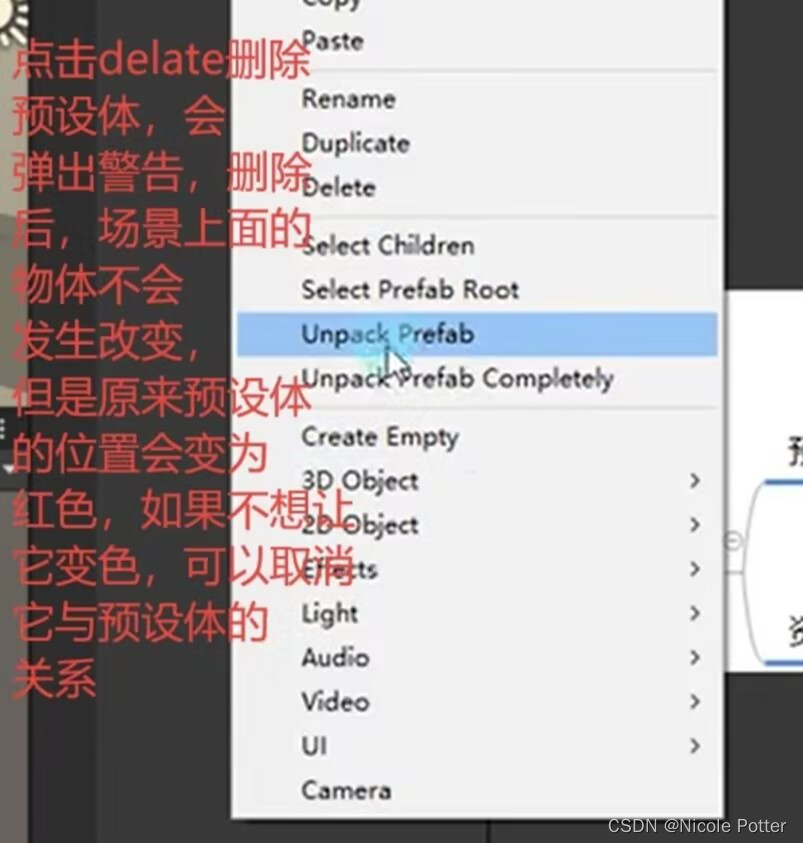 点击delate删除
预设体，会
弹出警告，删除
后，场景上面的
物体不会
发生改变，
但是原来预设体
的位置会变为
红色，如果不想让
它变色，可以取消
它与预设体的
关系
Copy
Paste
Rename
Duplicate
Delete
Select Children
Select Prefab Root
Unpack Prefab
Unpack Prefab Completely
Create Empty
3D Object
2D Object
Effects
Light
Audio
Video
UI
Camera
CSDN @Nicole Potter